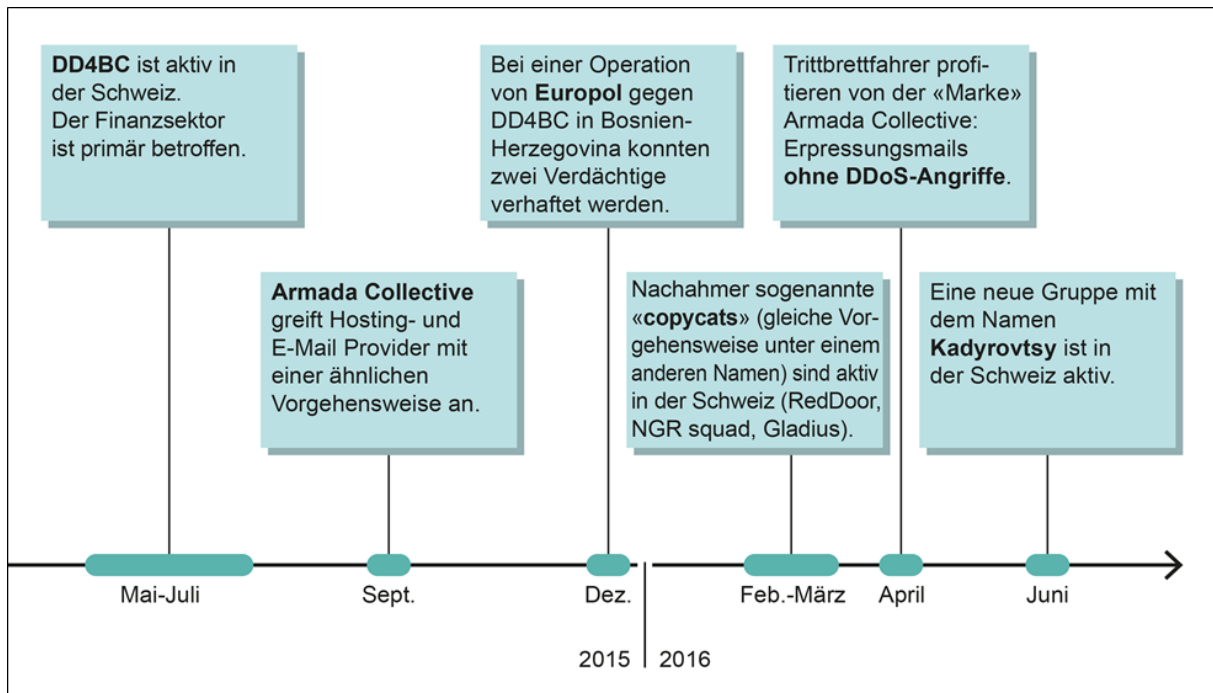 DD4BC ist aktiv in
der Schweiz.
Der Finanzsektor
ist primär betroffen.
Armada Collective
greift Hosting- und
E-Mail Provider mit
einer ähnlichen
Vorgehensweise an.
Bei einer Operation
von Europol gegen
DD4BC in Bosnien-
Herzegovina konnten
zwei Verdächtige
verhaftet werden.
Nachahmer sogenannte
«copycats» (gleiche Vor-
gehensweise unter einem
anderen Namen) sind aktiv
in der Schweiz (RedDoor,
NGR squad, Gladius).
Trittbrettfahrer profi-
tieren von der «Marke»
Armada Collective:
Erpressungsmails
ohne DDoS-Angriffe.
Eine neue Gruppe mit
dem Namen
Kadyrovtsy ist in
der Schweiz aktiv.
Mai-Juli
Sept.
Dez.
Feb.-März
April
Juni
2015
2016